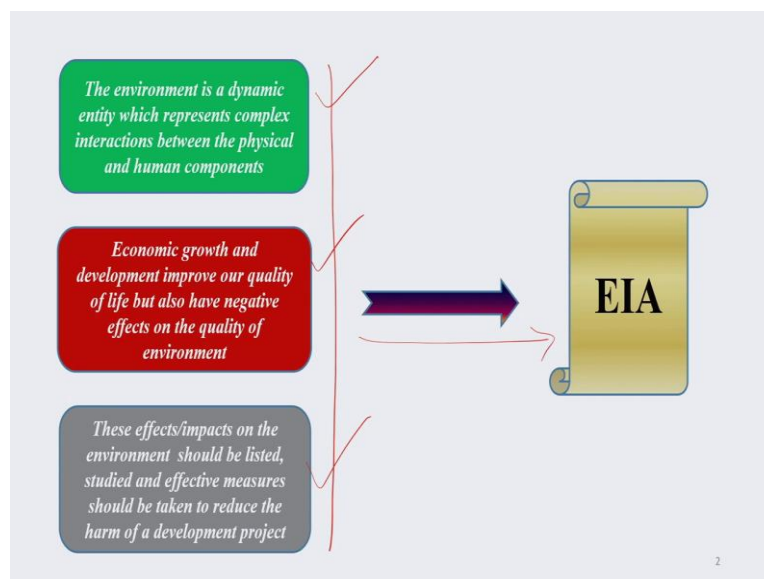 The environment is a dynamic
entity which represents complex
interactions between the physical
and human components
Economic growth and
development improve our quality
of life but also have negative
effects on the quality of
environment
These effects/impacts on the
environment should be listed,
studied and effective measures
should be taken to reduce the
harm of a development project
EIA
2